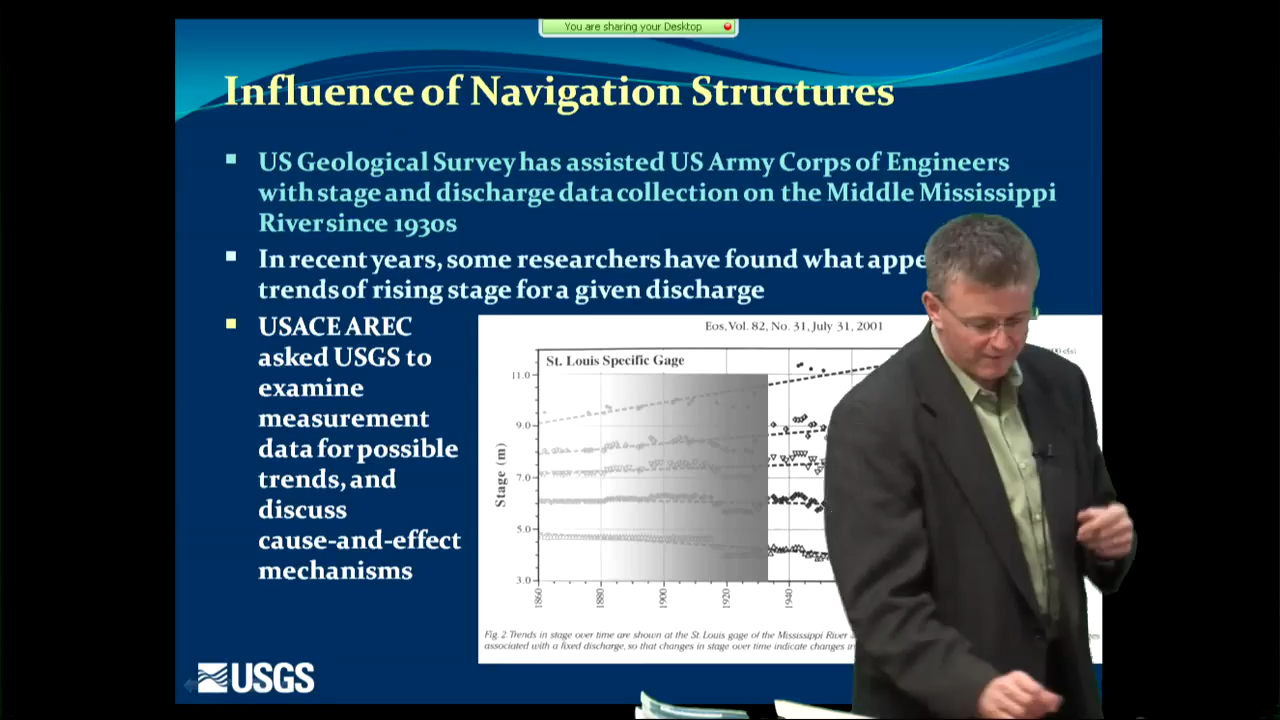 You are sharing your Desktop
Influence of Navigation Structures
US Geological Survey has assisted US Army Corps of Engineers
with stage and discharge data collection on the Middle Mississippi
River since 1930s
In recent years, some researchers have found what appe
trends of rising stage for a given discharge
USACE AREC
asked USGS to
examine
measurement
data for possible
trends, and
discuss
cause-and-effect
mechanisms
Eos, Vol. 82, No. 31, July 31, 2001
St. Louis Specific Gage
11.0
9.0
7.0
5.0
3.0
Stage (m)
1860 1880 1900 1920 1940
Fig. 2. Trends in stage over time are shown at the St. Louis gage of the Mississippi River
associated with a fixed discharge, so that changes in stage over time indicate changes
USGS